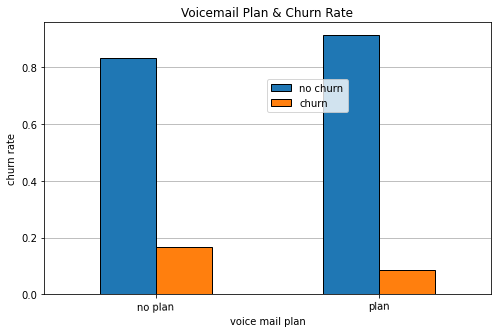 Voicemail Plan & Churn Rate
churn rate
0.8
0.6
0.4
0.2
0.0
no churn
churn
no plan
plan
voice mail plan